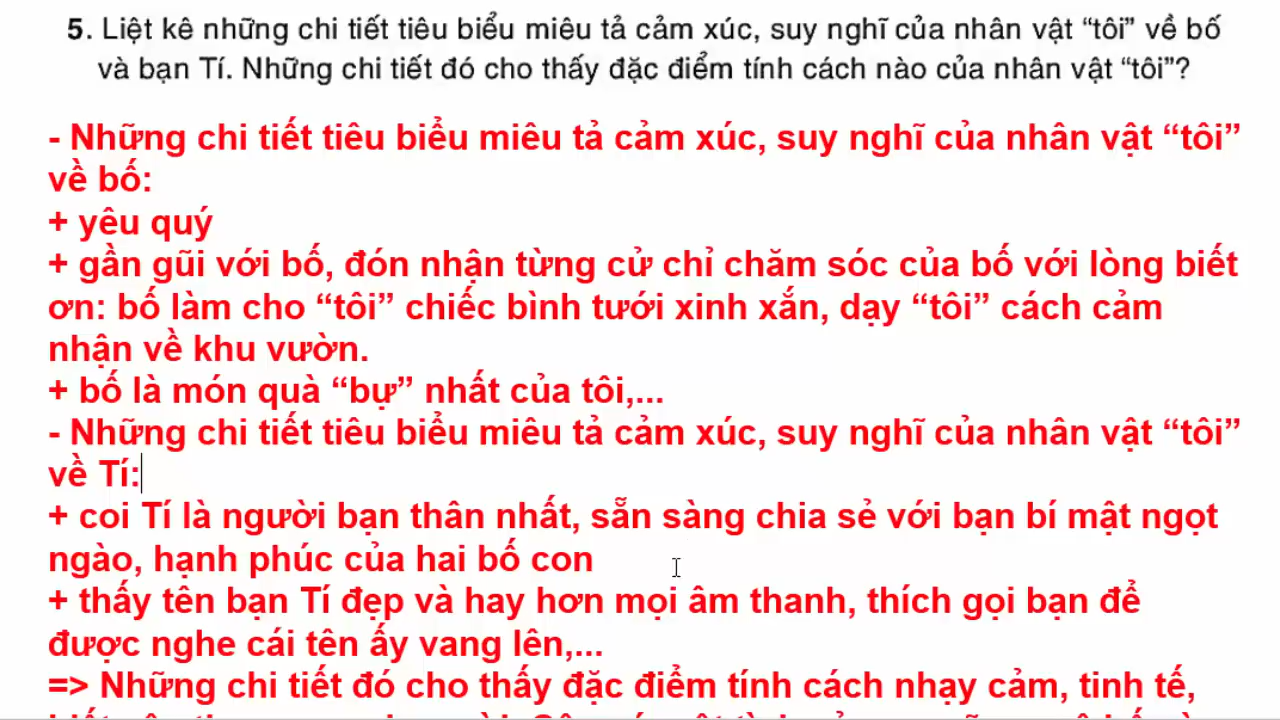 5. Liệt kê những chi tiết tiêu biểu miêu tả cảm xúc, suy nghĩ của nhân vật “tôi” về bố
và bạn Tí. Những chi tiết đó cho thấy đặc điểm tính cách nào của nhân vật “tôi”?
- Những chi tiết tiêu biểu miêu tả cảm xúc, suy nghĩ của nhân vật “tôi”
về bố:
+ yêu quý
+ gần gũi với bố, đón nhận từng cử chỉ chăm sóc của bố với lòng biết
ơn: bố làm cho “tôi” chiếc bình tưới xinh xắn, dạy “tôi” cách cảm
nhận về khu vườn.
+ bố là món quà “bự” nhất của tôi,...
- Những chi tiết tiêu biểu miêu tả cảm xúc, suy nghĩ của nhân vật “tôi”
về Tí:
+ coi Tí là người bạn thân nhất, sẵn sàng chia sẻ với bạn bí mật ngọt
ngào, hạnh phúc của hai bố con
+ thấy tên bạn Tí đẹp và hay hơn mọi âm thanh, thích gọi bạn để
được nghe cái tên ấy vang lên,...
=> Những chi tiết đó cho thấy đặc điểm tính cách nhạy cảm, tinh tế,